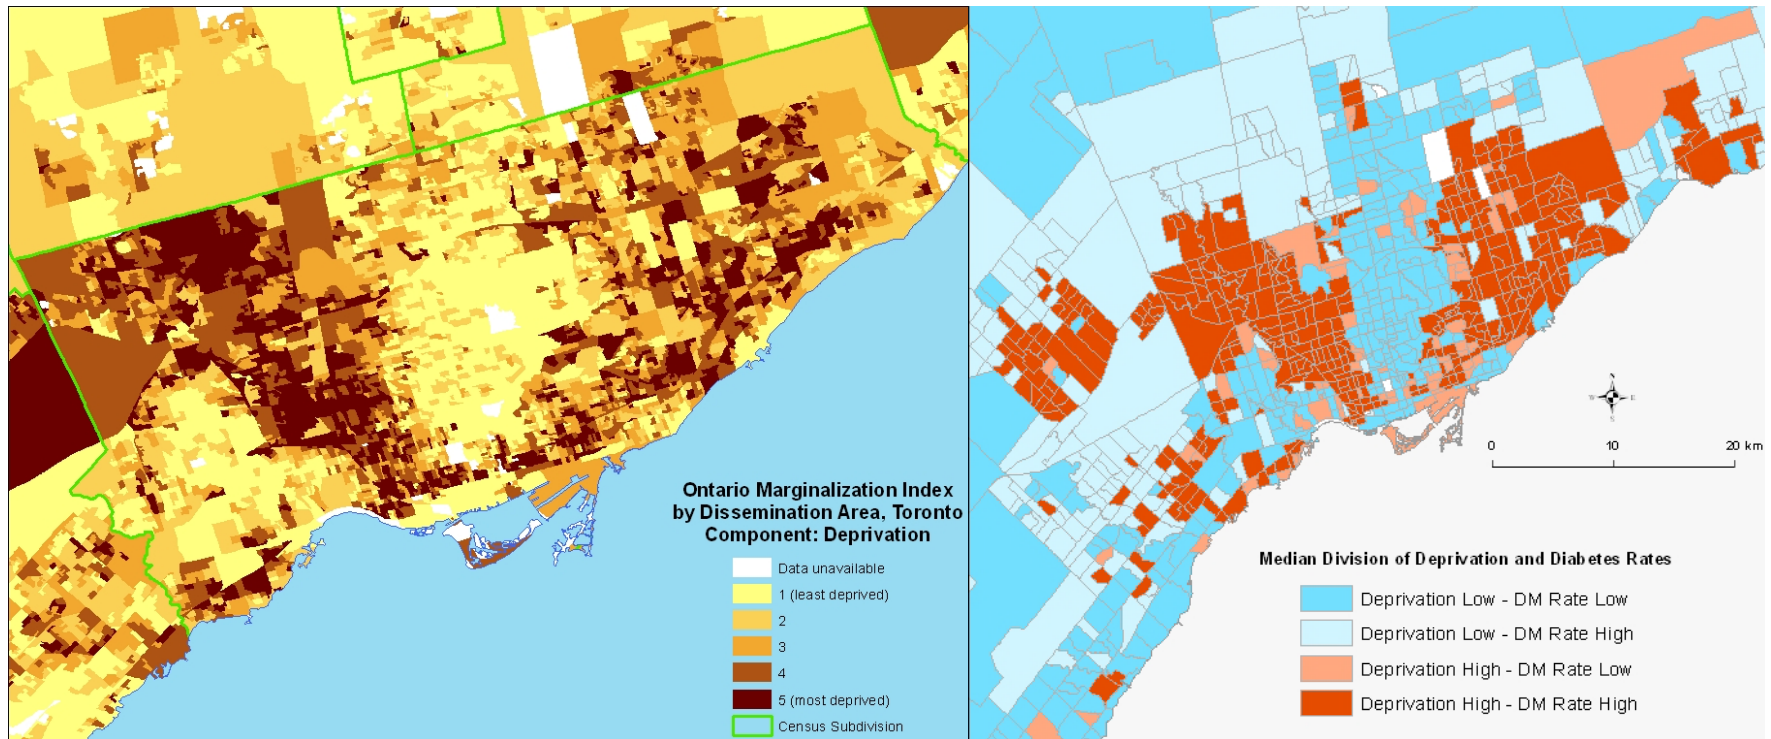 Ontario Marginalization Index
by Dissemination Area, Toronto
Component: Deprivation
Data unavailable
1 (least deprived)
2
3
4
5 (most deprived)
Census Subdivision
N
W E
S
0 10 20 km
Median Division of Deprivation and Diabetes Rates
Deprivation Low - DM Rate Low
Deprivation Low - DM Rate High
Deprivation High - DM Rate Low
Deprivation High - DM Rate High